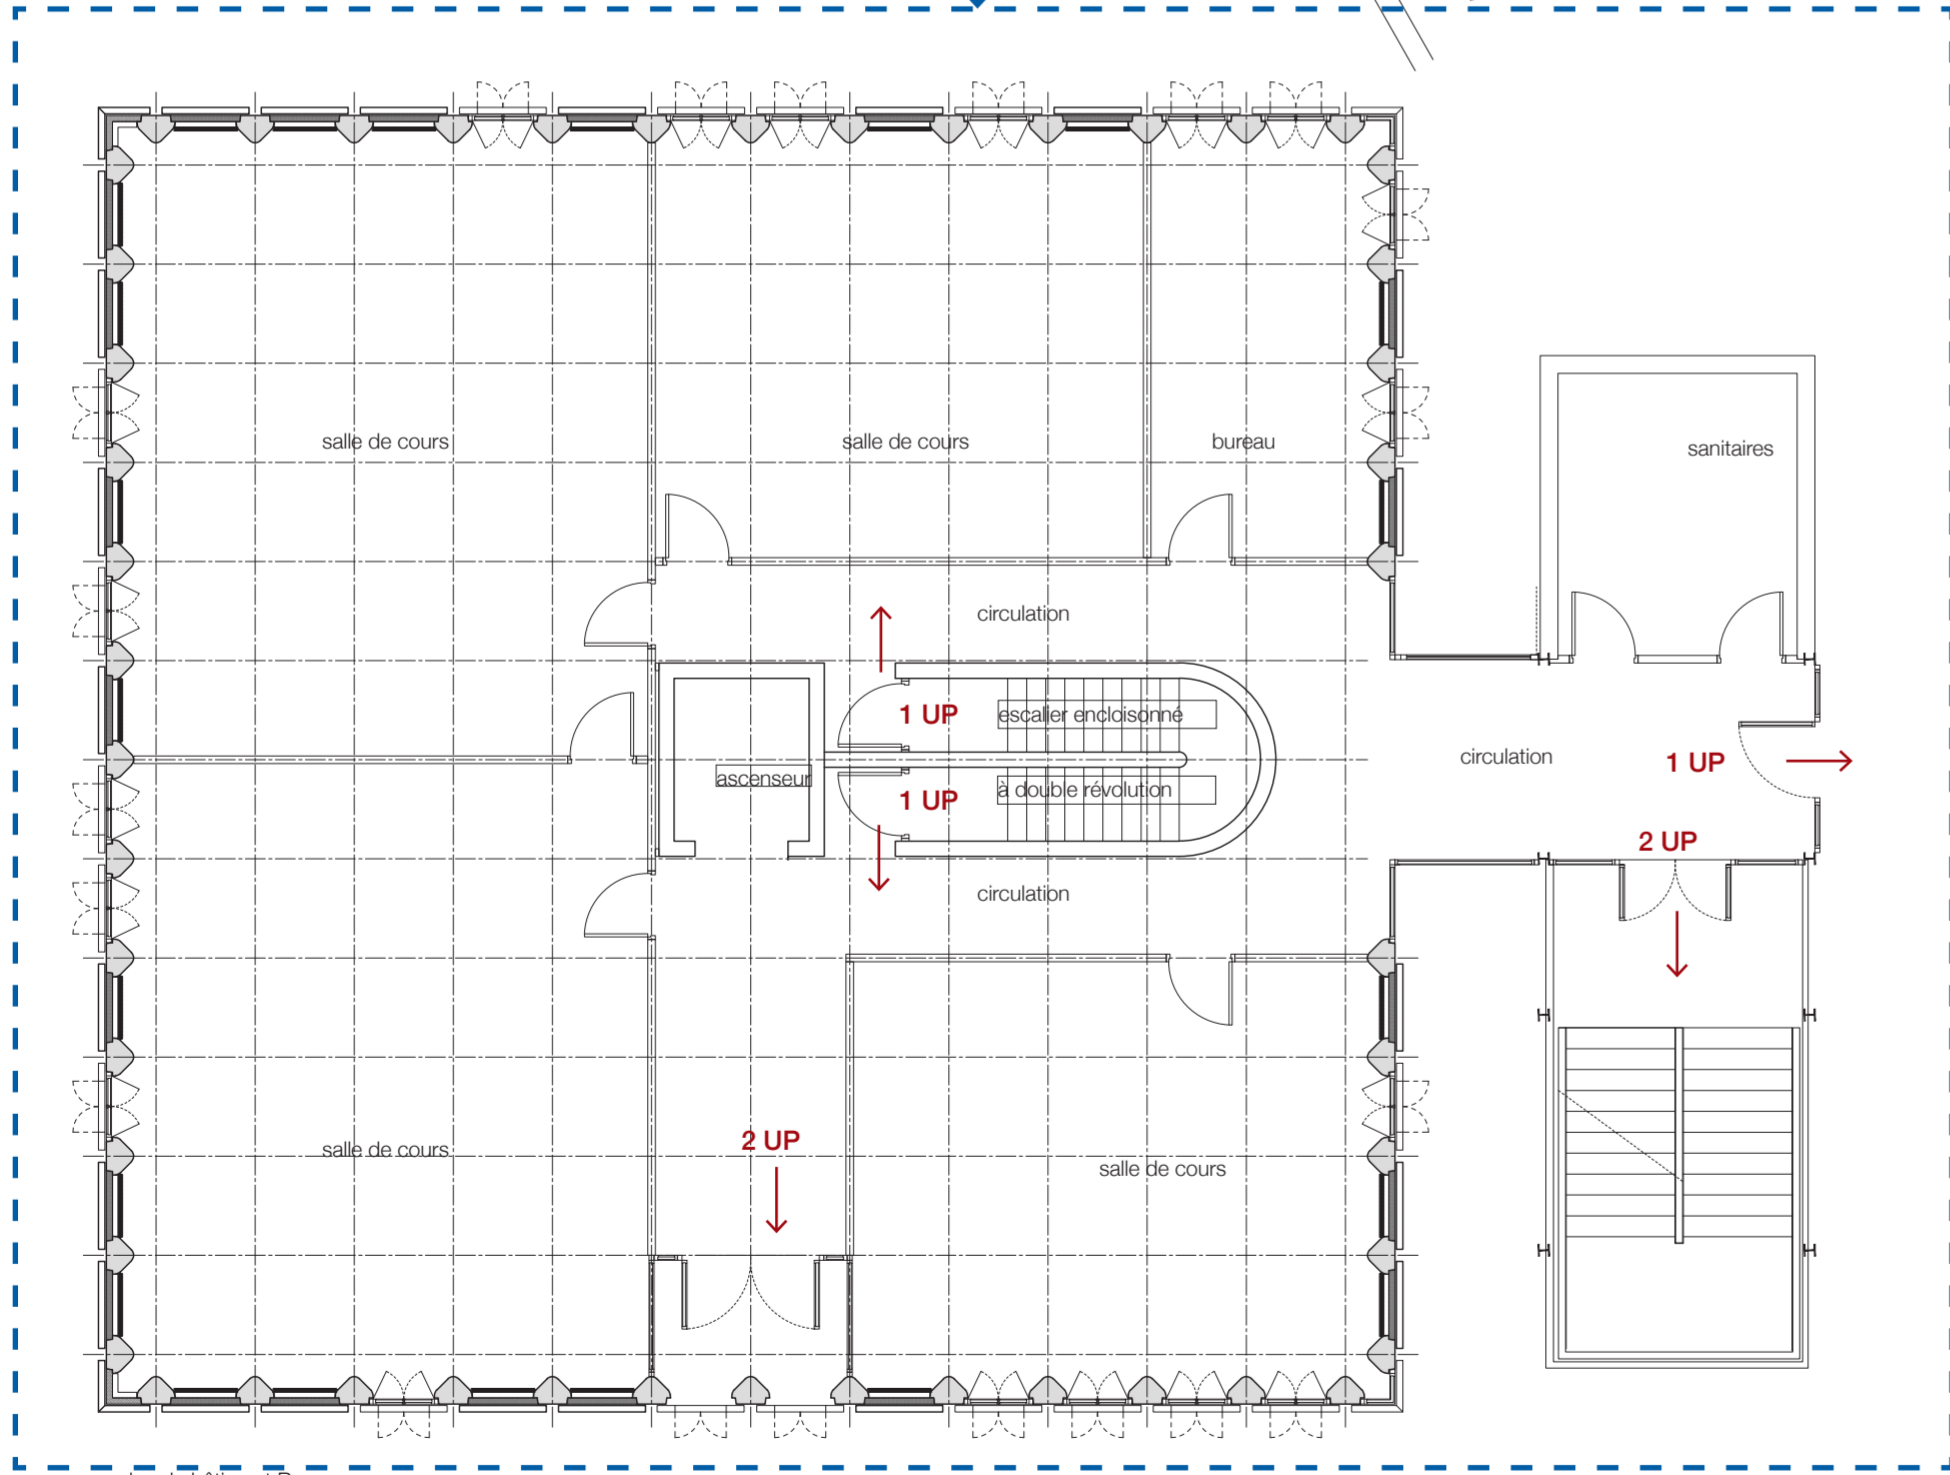 salle de cours
salle de cours
bureau
sanitaires
circulation
1 UP
escalier encloisonné
circulation
1 UP
ascenseur
1 UP
à double révolution
2 UP
circulation
2 UP
salle de cours
salle de cours